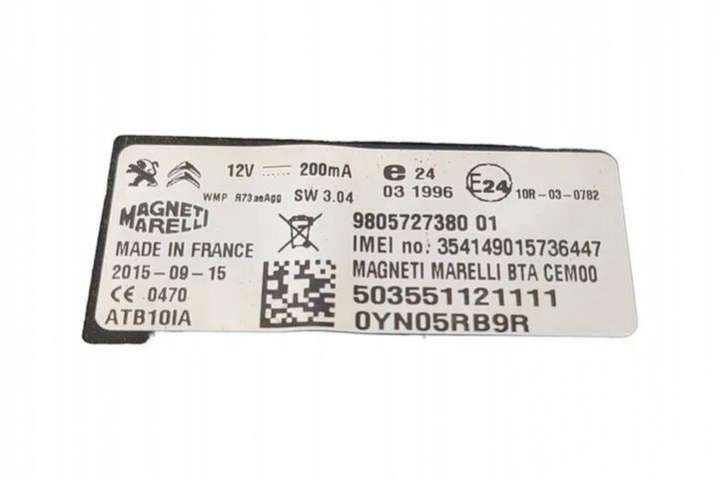 12V 200mA
WMP R73aeAgg SW 3.04
MAGNETI
MARELLI
MADE IN FRANCE
2015-09-15
CE 0470
ATB10IA
e 24
03 1996
E24 10R-03-0782
9805727380 01
IMEI no: 354149015736447
MAGNETI MARELLI BTA CEM00
503551121111
0YN05RB9R